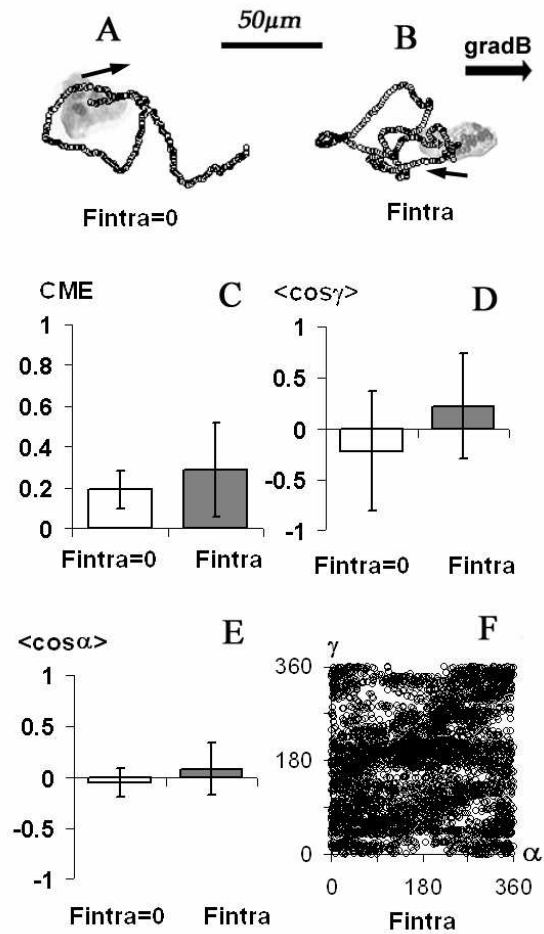 A
50μm
B
gradB
Fintra=0
Fintra
CME
C
1
0.8
0.6
0.4
0.2
0
Fintra=0
Fintra
<cosγ>
D
1
0.5
0
-0.5
-1
Fintra=0
Fintra
<cosα>
E
1
0.5
0
-0.5
-1
Fintra=0
Fintra
F
γ
360
180
0
0
180
360
α
Fintra